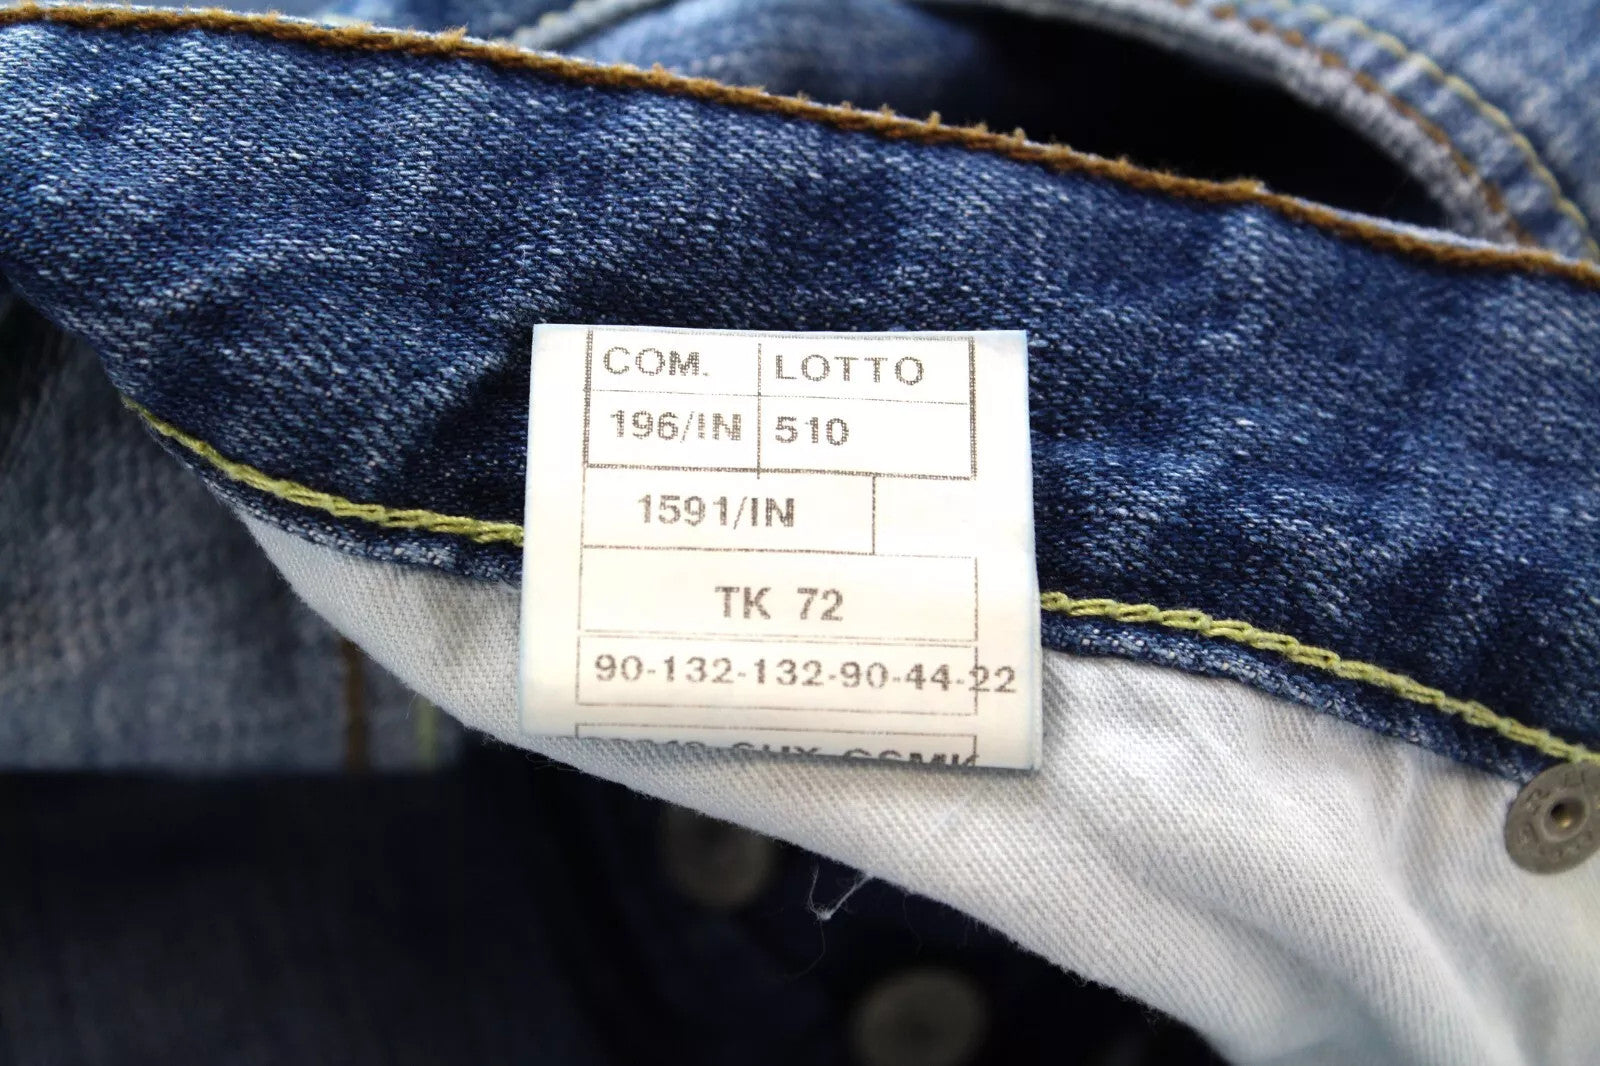 COM. LOTTO
196/IN 510
1591/IN
TK 72
90-132-132-90-44-22